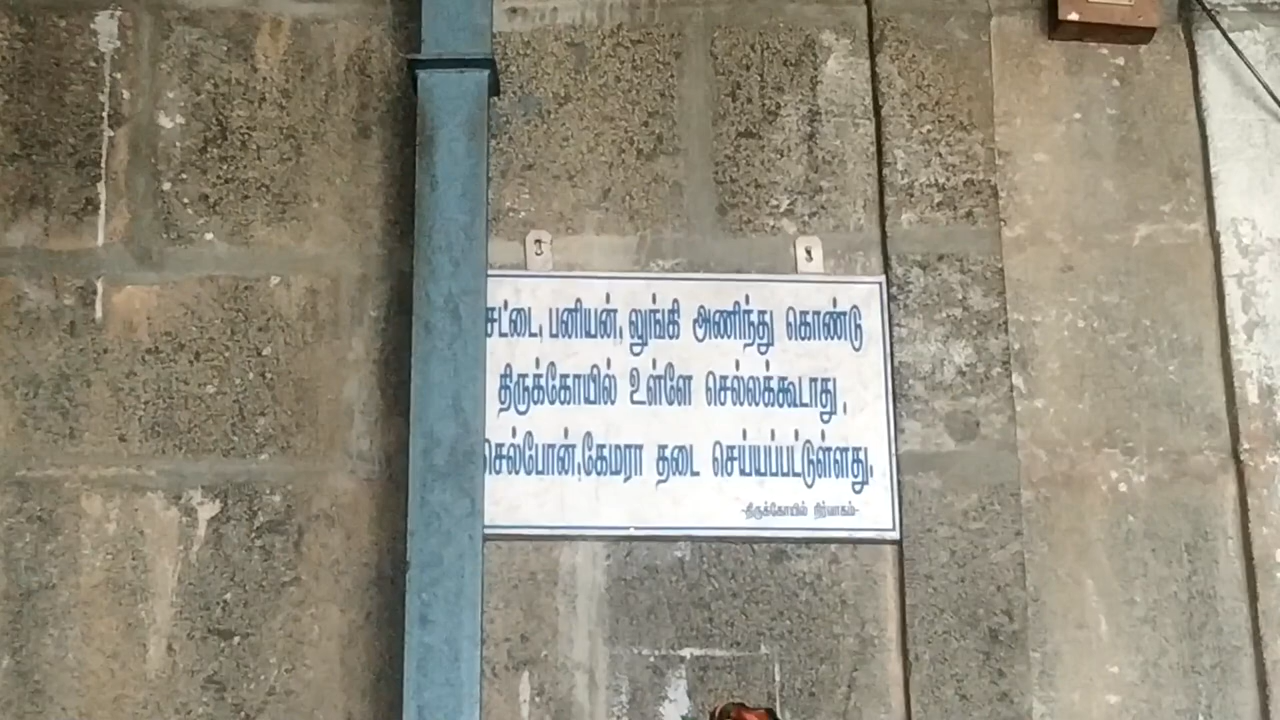 சட்டை, பனியன், லுங்கி அணிந்து கொண்டு
திருக்கோயில் உள்ளே செல்லக்கூடாது.
செல்போன்,கேமரா தடை செய்யப்பட்டுள்ளது.
-திருக்கோயில் நிர்வாகம்-